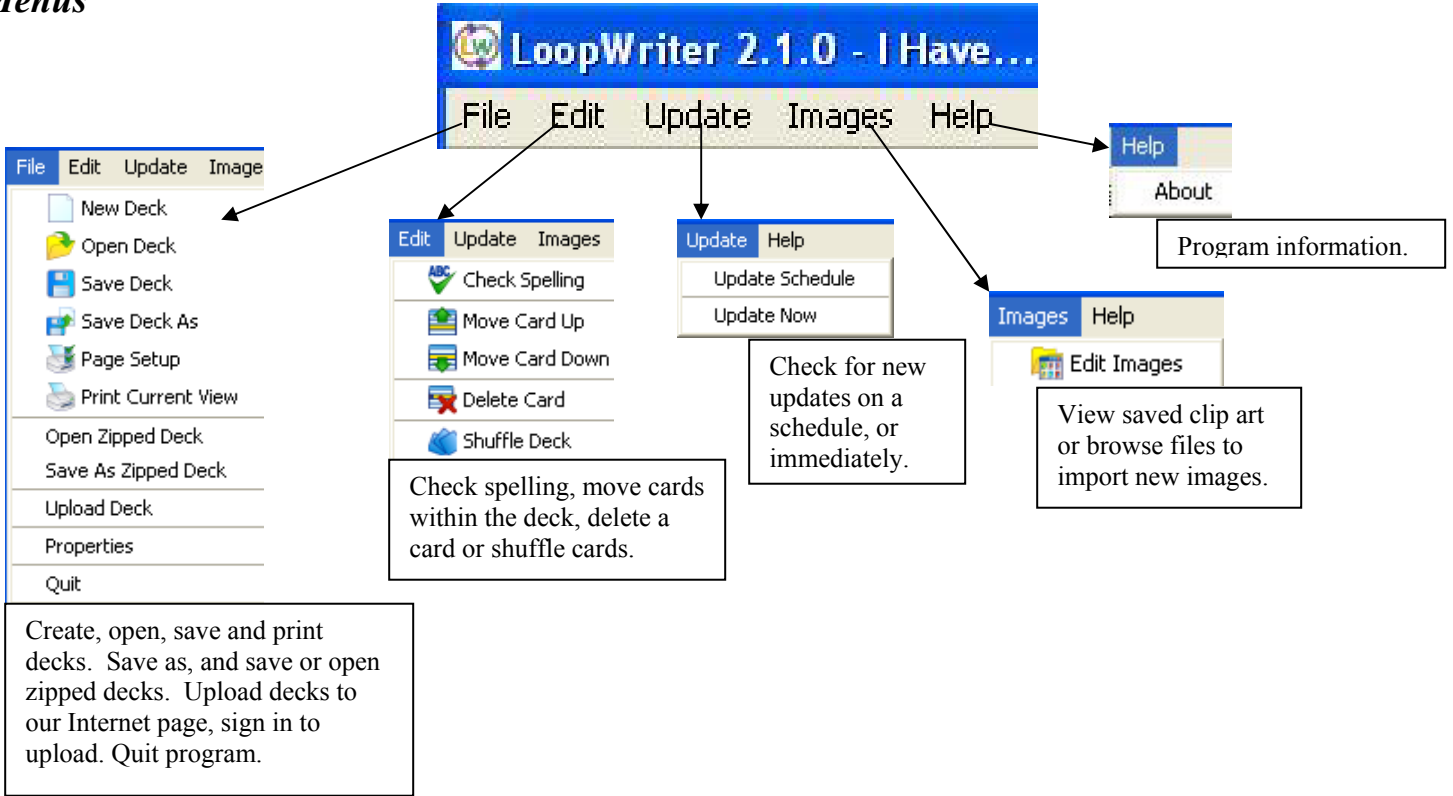 LoopWriter 2.1.0 - I Have...
File Edit Update Images Help
File Edit Update Image
New Deck
Open Deck
Save Deck
Save Deck As
Page Setup
Print Current View
Open Zipped Deck
Save As Zipped Deck
Upload Deck
Properties
Quit
Create, open, save and print
decks. Save as, and save or open
zipped decks. Upload decks to
our Internet page, sign in to
upload. Quit program.
Edit Update Images
ABC
Check Spelling
Move Card Up
Move Card Down
Delete Card
Shuffle Deck
Check spelling, move cards
within the deck, delete a
card or shuffle cards.
Update Help
Update Schedule
Update Now
Check for new
updates on a
schedule, or
immediately.
Images Help
Edit Images
View saved clip art
or browse files to
import new images.
Help
About
Program information.